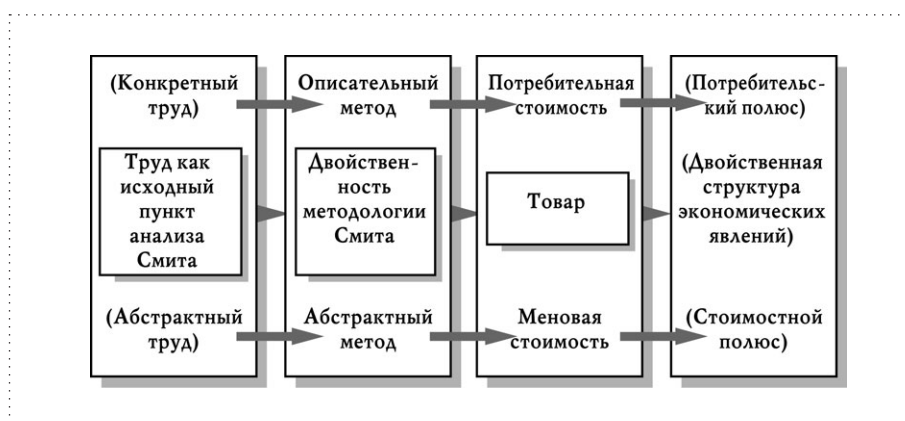 (Конкретный
труд)
Описательный
метод
Потребительная
стоимость
(Потребительс-
кий полюс)
Труд как
исходный
пункт
анализа
Смита
Двойствен-
ность
методологии
Смита
Товар
(Двойственная
структура
экономических
явлений)
(Абстрактный
труд)
Абстрактный
метод
Меновая
стоимость
(Стоимостной
полюс)